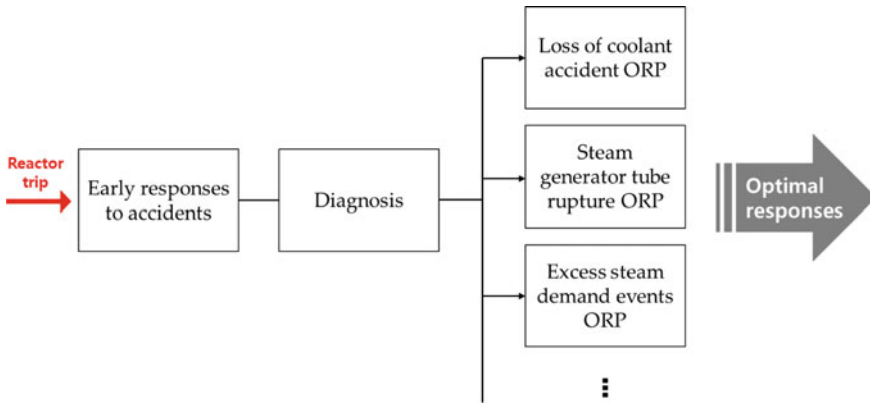 Reactor
trip
Early responses
to accidents
Diagnosis
Loss of coolant
accident ORP
Steam
generator tube
rupture ORP
Excess steam
demand events
ORP
Optimal
responses